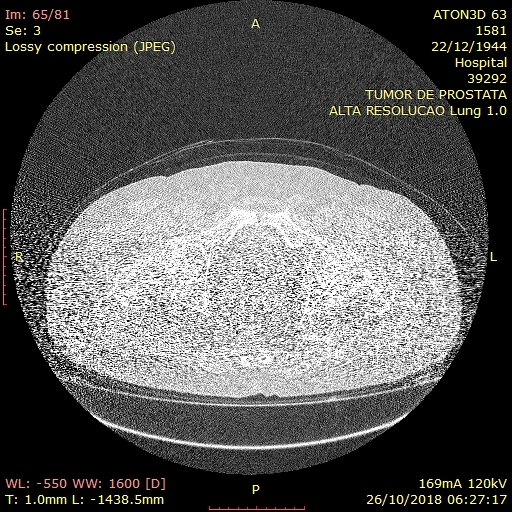 Im: 65/81
Se: 3
Lossy compression (JPEG)
ATON3D 63
1581
22/12/1944
Hospital
39292
TUMOR DE PROSTATA
ALTA RESOLUCAO Lung 1.0
A
R
L
P
WL: -550 WW: 1600 [D]
T: 1.0mm L: -1438.5mm
169mA 120kV
26/10/2018 06:27:17